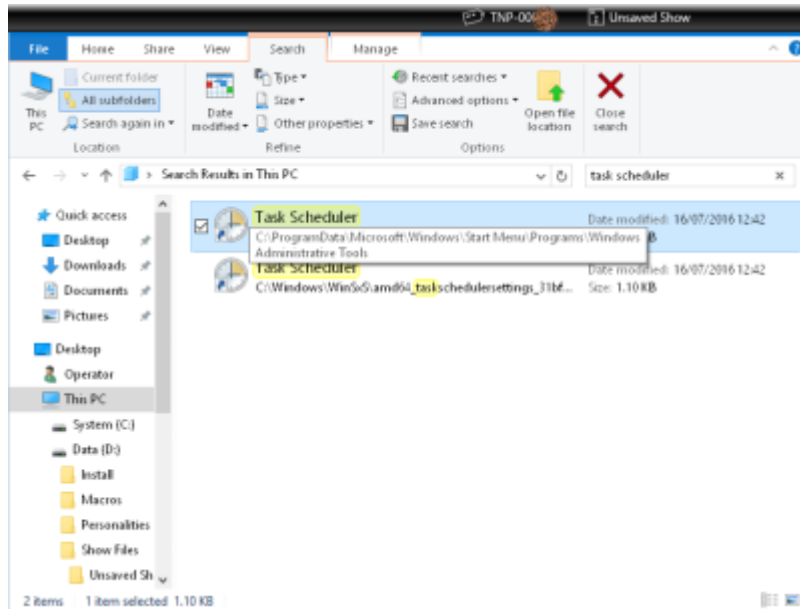 Unsaved Show
File Home Share View Search Manage
This PC
Current folder
All subfolders
Search again in
Location
Date modified
Type
Size
Other properties
Refine
Recent searches
Advanced options
Save search
Options
Open file location
Close search
Search Results in This PC
task scheduler
Quick access
Desktop
Downloads
Documents
Pictures
Desktop
Operator
This PC
System (C:)
Data (D:)
Install
Macros
Personalities
Show Files
Unsaved Sh
Task Scheduler
Date modified: 16/07/2016 12:42
C:\ProgramData\Microsoft\Windows\Start Menu\Programs\Windows
Administrative Tools
Task Scheduler
Date modified: 16/07/2016 12:42
C:\Windows\WinSxS\amd64_taskschedulersettings_31bf...
Size: 1.10 KB
2 items 1 item selected 1.10 KB